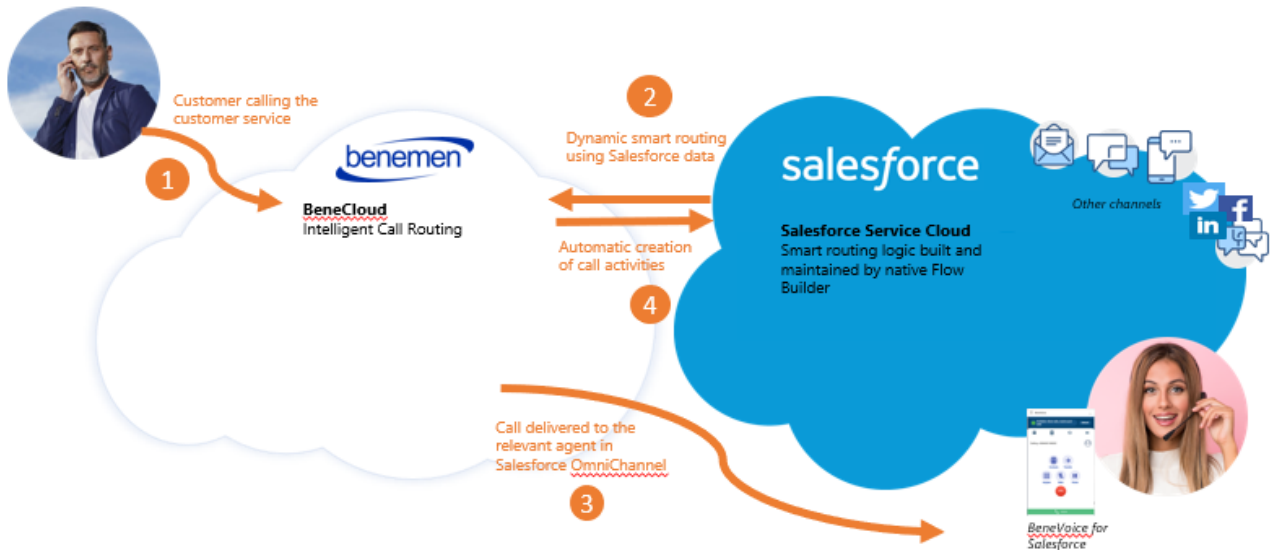 Customer calling the
customer service
1
benemen
BeneCloud
Intelligent Call Routing
2
Dynamic smart routing
using Salesforce data
Automatic creation
of call activities
4
salesforce
Salesforce Service Cloud
Smart routing logic built and
maintained by native Flow
Builder
Other channels
f
in
Call delivered to the
relevant agent in
Salesforce OmniChannel
3
BeneVoice for
Salesforce